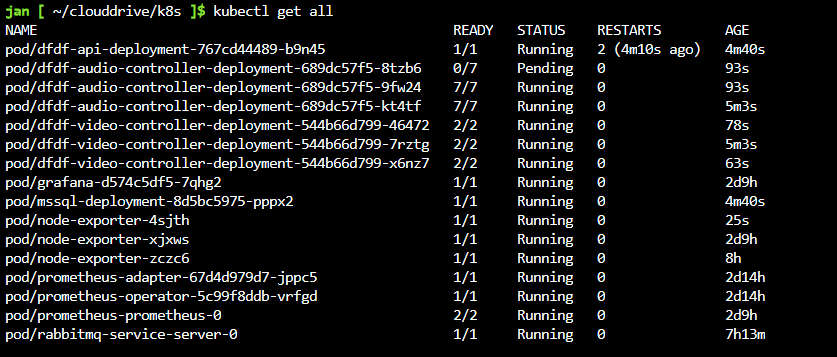 jan [ ~/clouddrive/k8s ]$ kubectl get all
NAME READY STATUS RESTARTS AGE
pod/dfdf-api-deployment-767cd44489-b9n45 1/1 Running 2 (4m10s ago) 4m40s
pod/dfdf-audio-controller-deployment-689dc57f5-8tzb6 0/7 Pending 0 93s
pod/dfdf-audio-controller-deployment-689dc57f5-9fw24 7/7 Running 0 93s
pod/dfdf-audio-controller-deployment-689dc57f5-kt4tf 7/7 Running 0 5m3s
pod/dfdf-video-controller-deployment-544b66d799-46472 2/2 Running 0 78s
pod/dfdf-video-controller-deployment-544b66d799-7rztg 2/2 Running 0 5m3s
pod/dfdf-video-controller-deployment-544b66d799-x6nz7 2/2 Running 0 63s
pod/grafana-d574c5df5-7qhg2 1/1 Running 0 2d9h
pod/mssql-deployment-8d5bc5975-pppx2 1/1 Running 0 4m40s
pod/node-exporter-4sjth 1/1 Running 0 25s
pod/node-exporter-xjxws 1/1 Running 0 2d9h
pod/node-exporter-zczc6 1/1 Running 0 8h
pod/prometheus-adapter-67d4d979d7-jppc5 1/1 Running 0 2d14h
pod/prometheus-operator-5c99f8ddb-vrfgd 1/1 Running 0 2d14h
pod/prometheus-prometheus-0 2/2 Running 0 2d9h
pod/rabbitmq-service-server-0 1/1 Running 0 7h13m